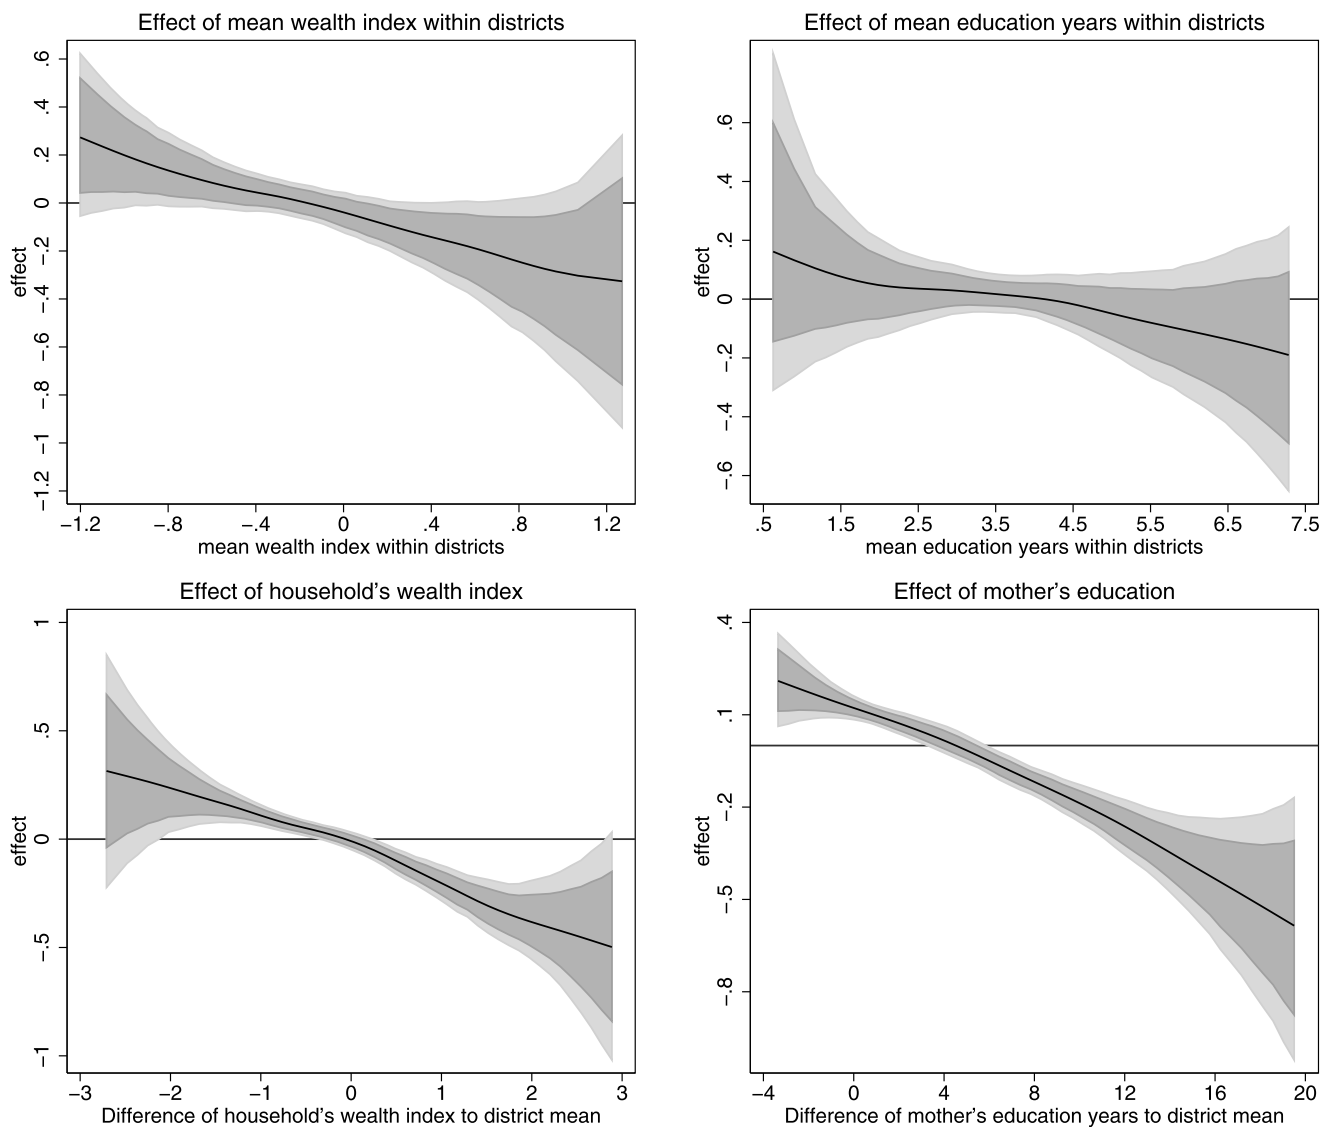 Effect of mean wealth index within districts
effect
.6
.4
.2
0
−.2
−.4
−.6
−.8
−1
−1.2
−1.2 −.8 −.4 0 .4 .8 1.2
mean wealth index within districts
Effect of mean education years within districts
effect
.6
.4
.2
0
−.2
−.4
−.6
.5 1.5 2.5 3.5 4.5 5.5 6.5 7.5
mean education years within districts
Effect of household's wealth index
effect
1
.5
0
−.5
−1
−3 −2 −1 0 1 2 3
Difference of household's wealth index to district mean
Effect of mother's education
effect
.4
.1
−.2
−.5
−.8
−4 0 4 8 12 16 20
Difference of mother's education years to district mean